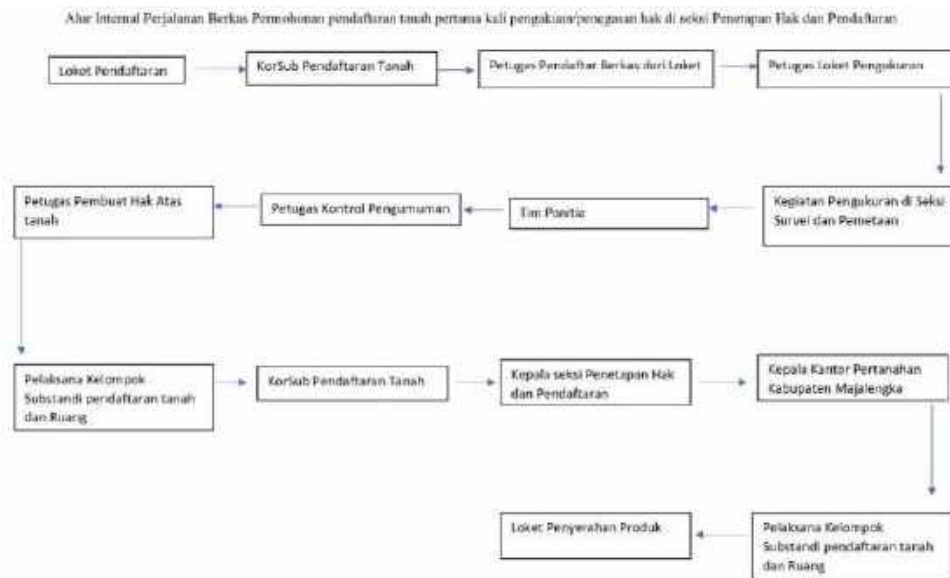 Alur Internal Perjalanan Berkas Permohonan pendaftaran tanah pertama kali pengakuan/penegasan hak di seksi Penetapan Hak dan Pendaftaran
Loket Pendaftaran
KorSub Pendaftaran Tanah
Petugas Pendaftar Berkas dari Loket
Petugas Loket Pengukuran
Petugas Pembuat Hak Atas
tanah
Petugas Kontrol Pengumuman
Tim Panitia
Kegiatan Pengukuran di Seksi
Survei dan Pemetaan
Pelaksana Kelompok
Substandi pendaftaran tanah
dan Ruang
KorSub Pendaftaran Tanah
Kepala seksi Penetapan Hak
dan Pendaftaran
Kepala Kantor Pertanahan
Kabupaten Majalengka
Loket Penyerahan Produk
Pelaksana Kelompok
Substandi pendaftaran tanah
dan Ruang